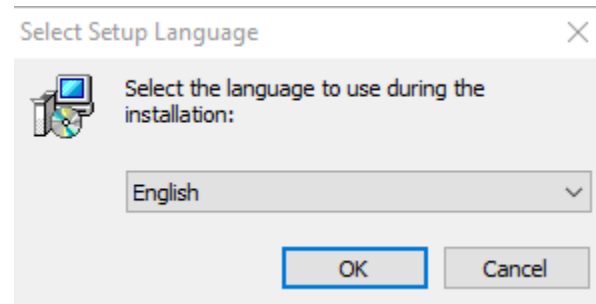 Select Setup Language
Select the language to use during the
installation:
English
OK
Cancel